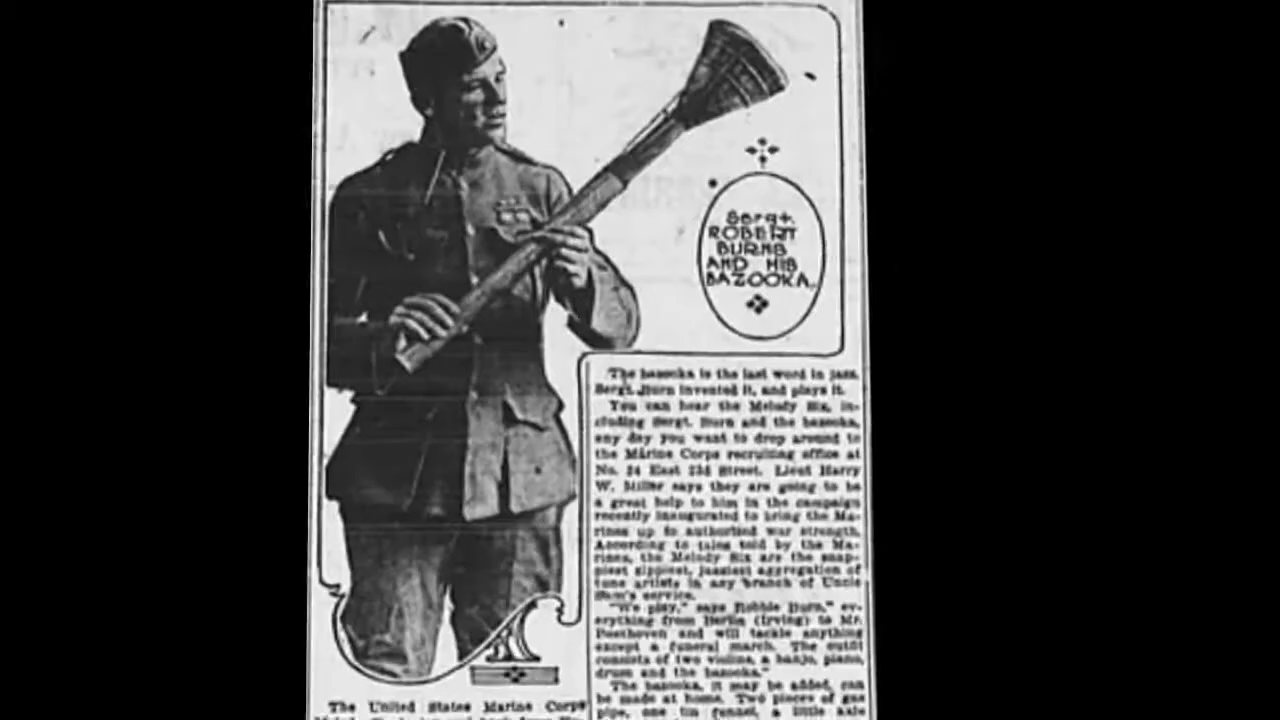 Sergt.
ROBERT
BURNS
AND HIS
BAZOOKA.
The bazooka is the last word in jazz.
Sergt. Burn invented it, and plays it.
You can hear the Melody Six, in-
cluding Sergt. Burn and the bazooka,
any day you want to drop around to
the Marine Corps recruiting office at
No. 24 East 23d Street. Lieut Harry
W. Miller says they are going to be
a great help to him in the campaign
recently inaugurated to bring the Ma-
rines up to authorized war strength.
According to tales told by the Ma-
rines, the Melody Six are the snap-
piest zippiest, jazziest aggregation of
tune artists in any branch of Uncle
Sam's service.
"We play," says Robbie Burn," ev-
erything from Berlin (Irving) to Mr.
Beethoven and will tackle anything
except a funeral march. The outfit
consists of two violins, a banjo, piano,
drum and the bazooka."
The bazooka, it may be added, can
be made at home. Two pieces of gas
pipe, one tin funnel, a little axle
The United States Marine Corps